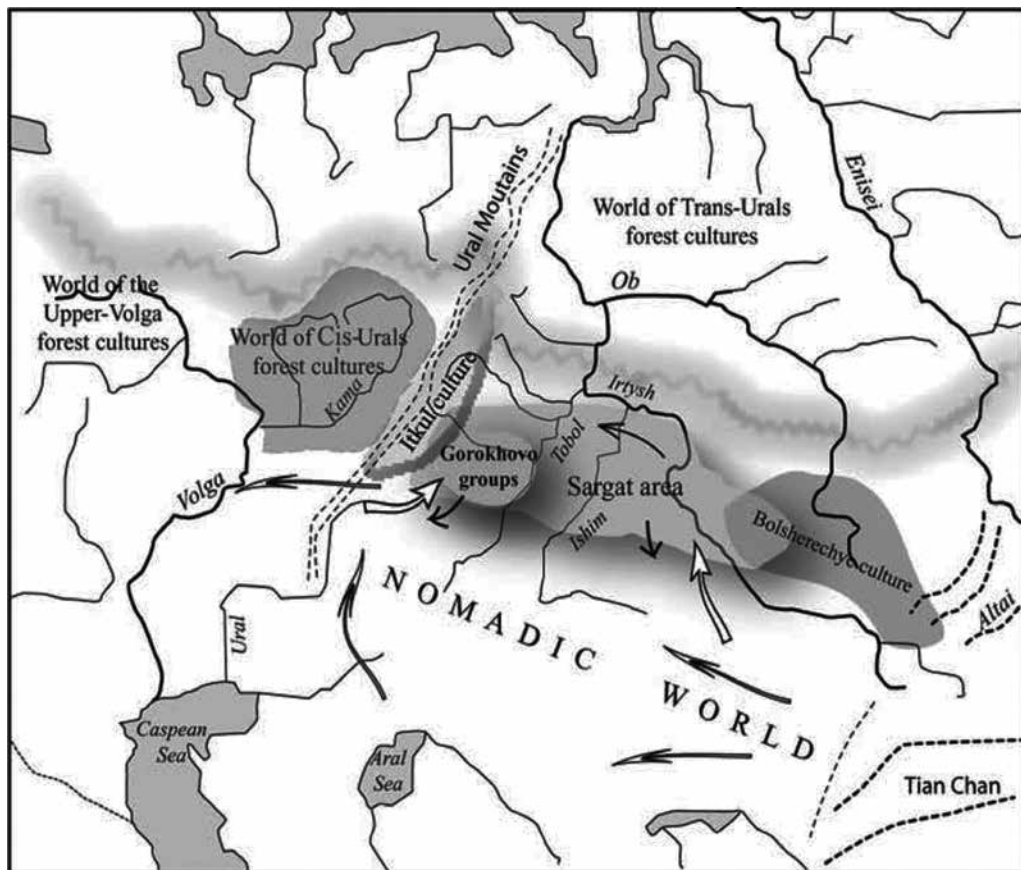 Ural Moutains
Enisei
World of Trans-Urals
forest cultures
World of the
Upper-Volga
forest cultures
Ob
World of Cis-Urals
forest cultures
Kama
Itkul culture
Irtysh
Gorokhovo
groups
Tobol
Sargat area
Volga
Ishim
Bolsherechye culture
NOMADIC
WORLD
Altai
Ural
Caspean
Sea
Aral
Sea
Tian Chan